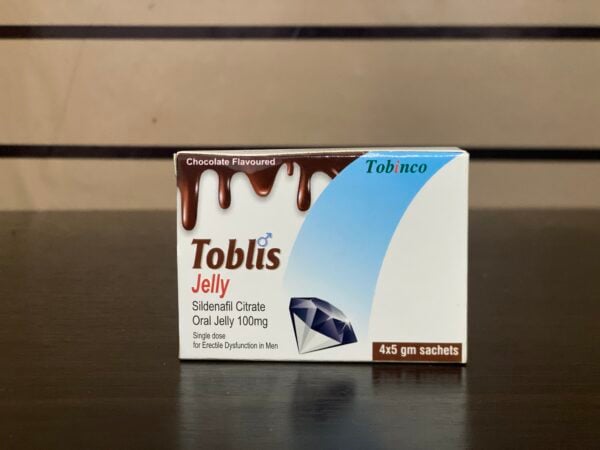 Chocolate Flavoured
Tobinco
Toblis
Jelly
Sildenafil Citrate
Oral Jelly 100mg
Single dose
for Erectile Dysfunction in Men
4x5 gm sachets